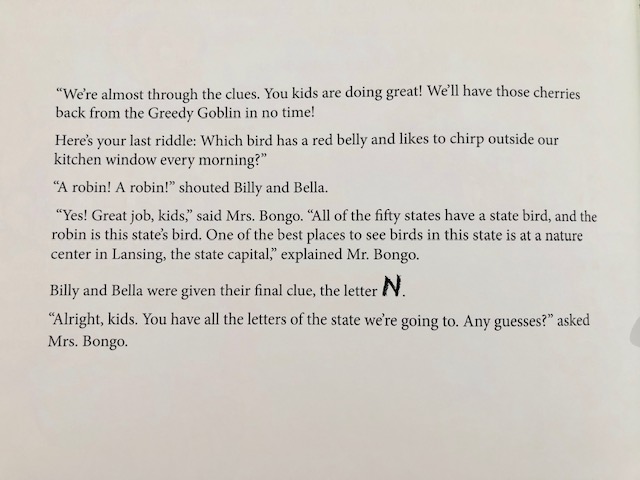 “We’re almost through the clues. You kids are doing great! We’ll have those cherries
back from the Greedy Goblin in no time!
Here’s your last riddle: Which bird has a red belly and likes to chirp outside our
kitchen window every morning?”
“A robin! A robin!” shouted Billy and Bella.
“Yes! Great job, kids,” said Mrs. Bongo. “All of the fifty states have a state bird, and the
robin is this state’s bird. One of the best places to see birds in this state is at a nature
center in Lansing, the state capital,” explained Mr. Bongo.
Billy and Bella were given their final clue, the letter N.
“Alright, kids. You have all the letters of the state we’re going to. Any guesses?” asked
Mrs. Bongo.